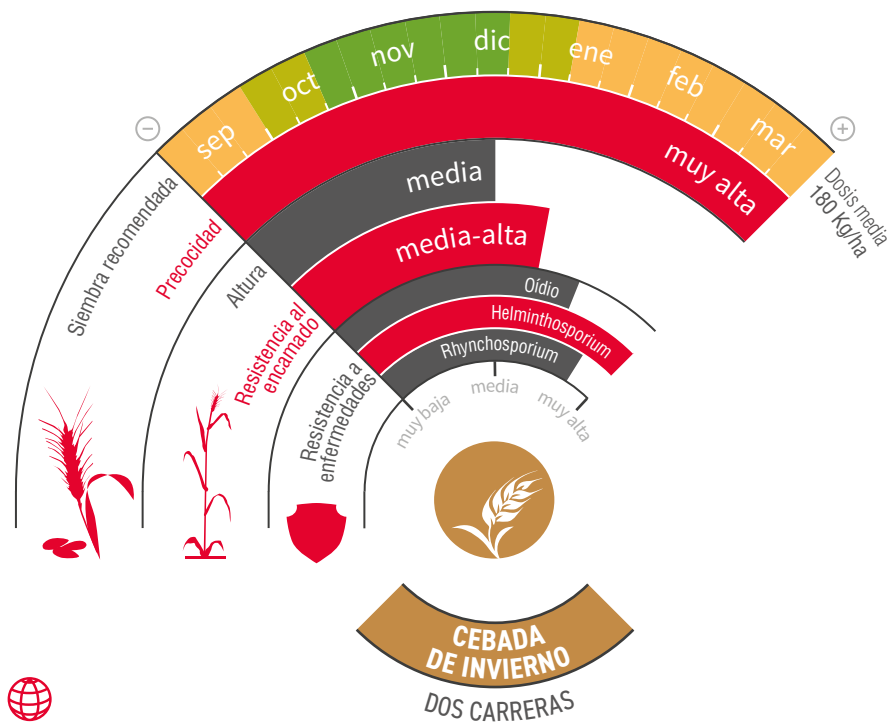 sep
oct
nov
dic
ene
feb
mar
−
+
Dosis media
180 Kg/ha
Siembra recomendada
Precocidad
muy alta
Altura
media
Resistencia al
encamado
media-alta
Resistencia a
enfermedades
Oídio
Helminthosporium
Rhynchosporium
muy baja
media
muy alta
CEBADA
DE INVIERNO
DOS CARRERAS